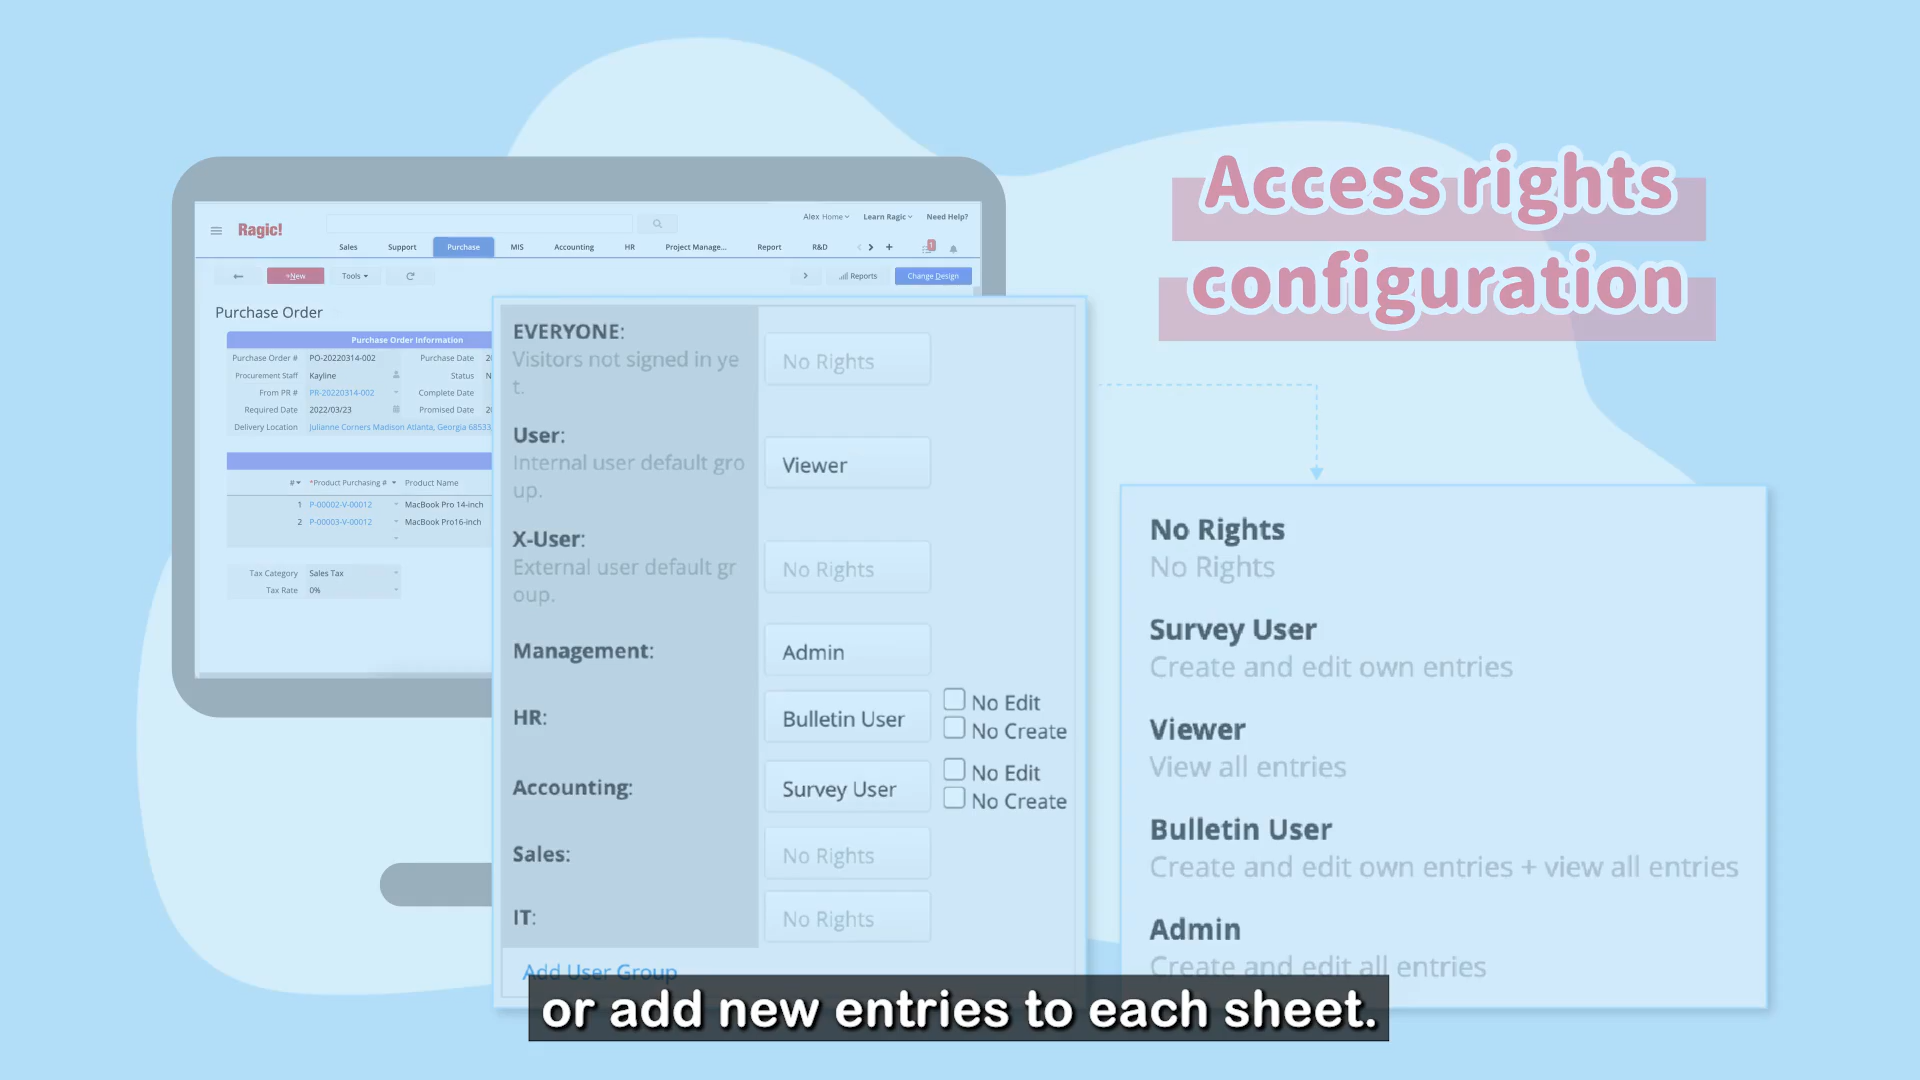 Access rights
configuration
Ragic!
Alex Home
Learn Ragic
Need Help?
Sales
Support
Purchase
MIS
Accounting
HR
Project Manage...
Report
R&D
1
+New
Tools
Reports
Change Design
Purchase Order
Purchase Order Information
Purchase Order # PO-20220314-002 Purchase Date 20
Procurement Staff Kayline Status N
From PR # PR-20220314-002 Complete Date
Required Date 2022/03/23 Promised Date 20
Delivery Location Julianne Corners Madison Atlanta, Georgia 68533,
# *Product Purchasing # Product Name
1 P-00002-V-00012 MacBook Pro 14-inch
2 P-00003-V-00012 MacBook Pro16-inch
Tax Category Sales Tax
Tax Rate 0%
EVERYONE:
Visitors not signed in ye
t.
No Rights
User:
Internal user default gro
up.
Viewer
X-User:
External user default gr
oup.
No Rights
Management:
Admin
HR:
Bulletin User
No Edit
No Create
Accounting:
Survey User
No Edit
No Create
Sales:
No Rights
IT:
No Rights
Add User Group
No Rights
No Rights
Survey User
Create and edit own entries
Viewer
View all entries
Bulletin User
Create and edit own entries + view all entries
Admin
Create and edit all entries
or add new entries to each sheet.